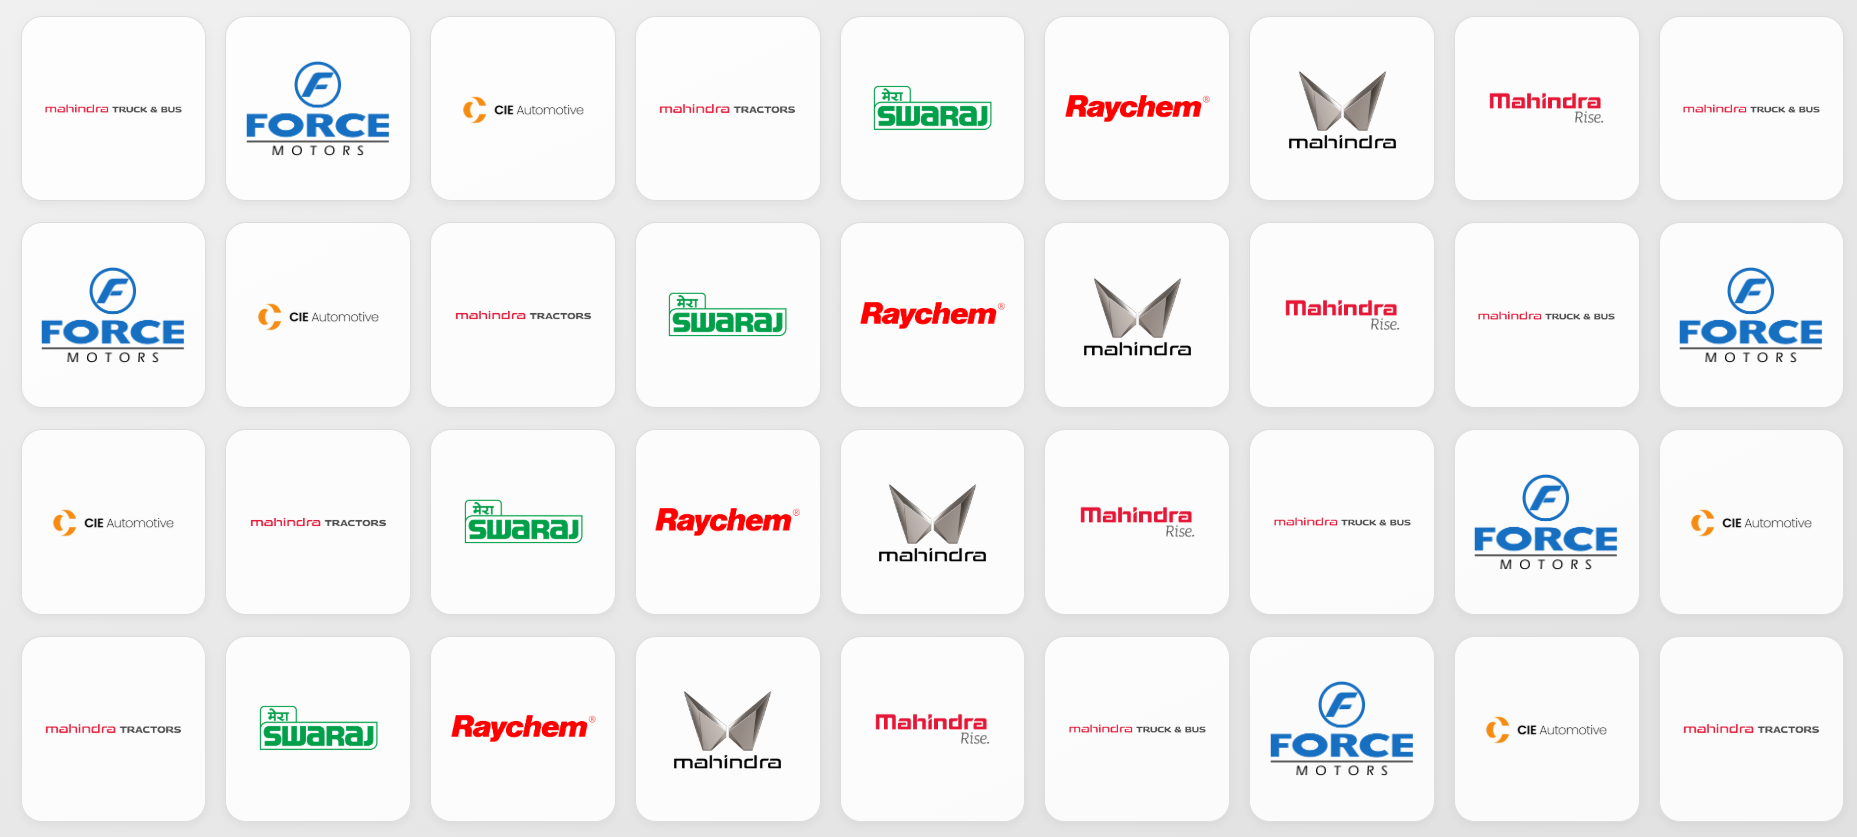 mahindra TRUCK & BUS
F
FORCE
MOTORS
CIE Automotive
mahindra TRACTORS
मेरा
SWARAJ
Raychem®
mahindra
Mahindra
Rise.
mahindra TRUCK & BUS
F
FORCE
MOTORS
CIE Automotive
mahindra TRACTORS
मेरा
SWARAJ
Raychem®
mahindra
Mahindra
Rise.
mahindra TRUCK & BUS
F
FORCE
MOTORS
CIE Automotive
mahindra TRACTORS
मेरा
SWARAJ
Raychem®
mahindra
Mahindra
Rise.
mahindra TRUCK & BUS
F
FORCE
MOTORS
CIE Automotive
mahindra TRACTORS
मेरा
SWARAJ
Raychem®
mahindra
Mahindra
Rise.
mahindra TRUCK & BUS
F
FORCE
MOTORS
CIE Automotive
mahindra TRACTORS